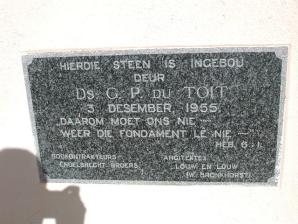 HIERDIE STEEN IS INGEBOU
DEUR
DS. G. P. DU TOIT
3 DESEMBER, 1955
„DAAROM MOET ONS NIE —
WEER DIE FONDAMENT LÊ NIE —"
HEB. 6:1.
BOUKONTRAKTEURS ARGITEKTE
ENGELBRECHT BROERS LOUW EN LOUW
(W. BRONKHORST)